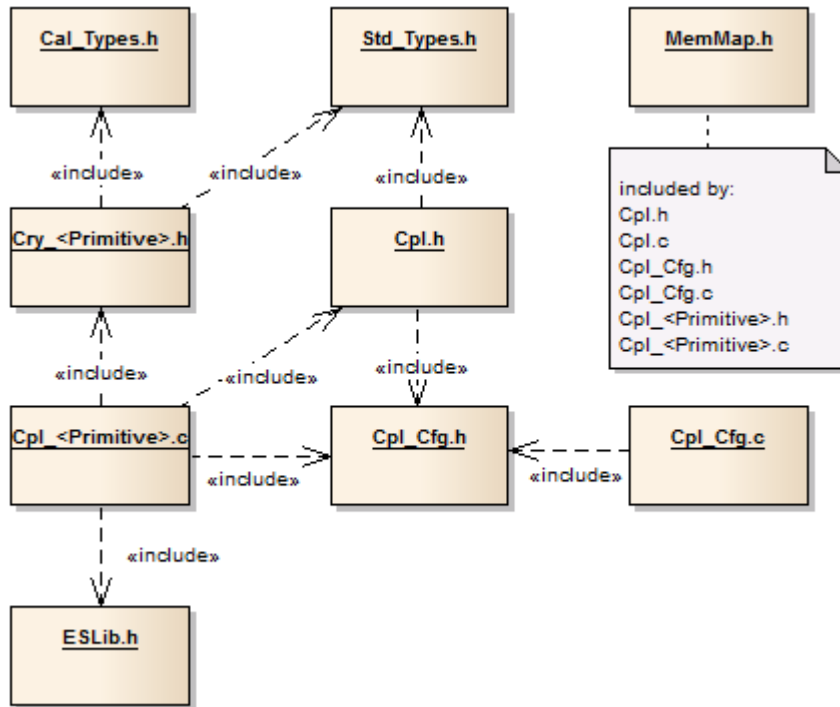 Cal_Types.h
Std_Types.h
MemMap.h
«include»
«include»
«include»
included by:
Cpl.h
Cpl.c
Cpl_Cfg.h
Cpl_Cfg.c
Cpl_<Primitive>.h
Cpl_<Primitive>.c
Cry_<Primitive>.h
Cpl.h
«include»
«include»
«include»
Cpl_<Primitive>.c
Cpl_Cfg.h
Cpl_Cfg.c
«include»
«include»
«include»
ESLib.h